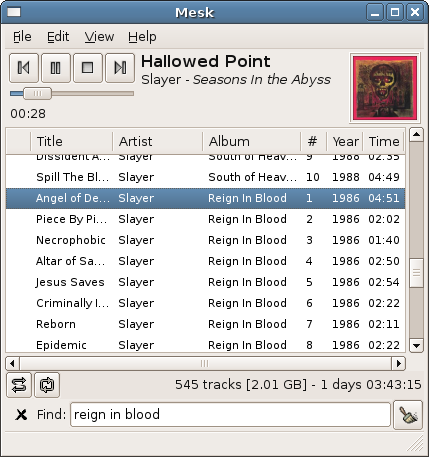 Mesk
File Edit View Help
Hallowed Point
Slayer - Seasons In the Abyss
00:28
Title Artist Album # Year Time
Dissident A... Slayer South of Heav... 9 1988 02:35
Spill The Bl... Slayer South of Heav... 10 1988 04:49
Angel of De... Slayer Reign In Blood 1 1986 04:51
Piece By Pi... Slayer Reign In Blood 2 1986 02:02
Necrophobic Slayer Reign In Blood 3 1986 01:40
Altar of Sa... Slayer Reign In Blood 4 1986 02:50
Jesus Saves Slayer Reign In Blood 5 1986 02:54
Criminally I... Slayer Reign In Blood 6 1986 02:22
Reborn Slayer Reign In Blood 7 1986 02:11
Epidemic Slayer Reign In Blood 8 1986 02:22
545 tracks [2.01 GB] - 1 days 03:43:15
Find: reign in blood